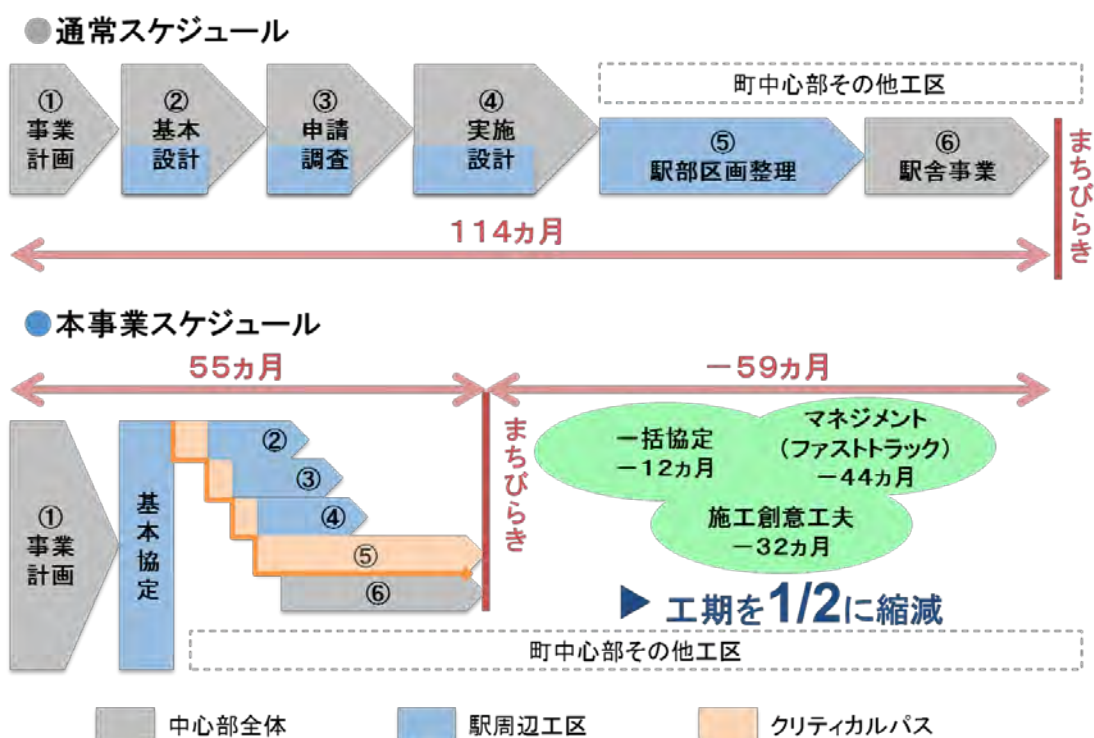 ●通常スケジュール
①
事業
計画
②
基本
設計
③
申請
調査
④
実施
設計
町中心部その他工区
⑤
駅部区画整理
⑥
駅舎事業
まちびらき
114ヵ月
●本事業スケジュール
55ヵ月
−59ヵ月
①
事業
計画
基本協定
②
③
④
⑤
⑥
まちびらき
一括協定
−12ヵ月
マネジメント
(ファストトラック)
−44ヵ月
施工創意工夫
−32ヵ月
▶ 工期を1/2に縮減
町中心部その他工区
中心部全体
駅周辺工区
クリティカルパス